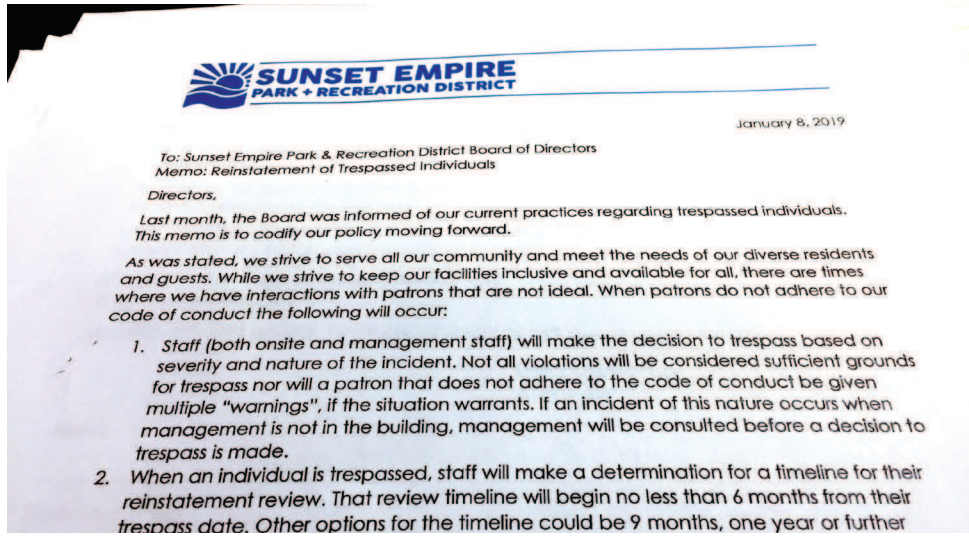 SUNSET EMPIRE
PARK + RECREATION DISTRICT
January 8, 2019
To: Sunset Empire Park & Recreation District Board of Directors
Memo: Reinstatement of Trespassed Individuals
Directors,
Last month, the Board was informed of our current practices regarding trespassed individuals.
This memo is to codify our policy moving forward.
As was stated, we strive to serve all our community and meet the needs of our diverse residents
and guests. While we strive to keep our facilities inclusive and available for all, there are times
where we have interactions with patrons that are not ideal. When patrons do not adhere to our
code of conduct the following will occur:
1. Staff (both onsite and management staff) will make the decision to trespass based on
severity and nature of the incident. Not all violations will be considered sufficient grounds
for trespass nor will a patron that does not adhere to the code of conduct be given
multiple "warnings", if the situation warrants. If an incident of this nature occurs when
management is not in the building, management will be consulted before a decision to
trespass is made.
2. When an individual is trespassed, staff will make a determination for a timeline for their
reinstatement review. That review timeline will begin no less than 6 months from their
trespass date. Other options for the timeline could be 9 months, one year or further